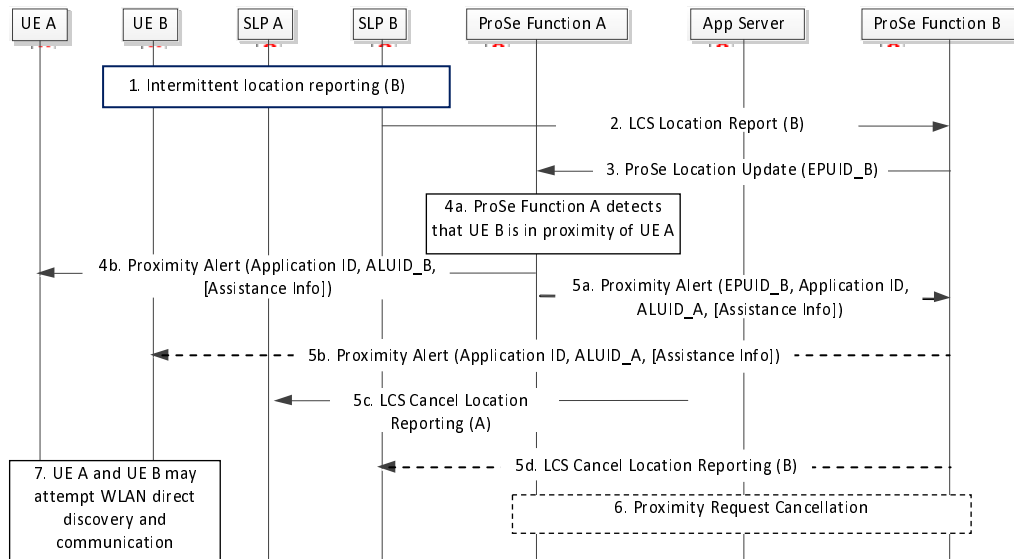 UE A
UE B
SLP A
SLP B
ProSe Function A
App Server
ProSe Function B
1. Intermittent location reporting (B)
2. LCS Location Report (B)
3. ProSe Location Update (EPUID_B)
4a. ProSe Function A detects
that UE B is in proximity of UE A
4b. Proximity Alert (Application ID, ALUID_B,
[Assistance Info])
5a. Proximity Alert (EPUID_B, Application ID,
ALUID_A, [Assistance Info])
5b. Proximity Alert (Application ID, ALUID_A, [Assistance Info])
5c. LCS Cancel Location
Reporting (A)
5d. LCS Cancel Location Reporting (B)
6. Proximity Request Cancellation
7. UE A and UE B may
attempt WLAN direct
discovery and
communication